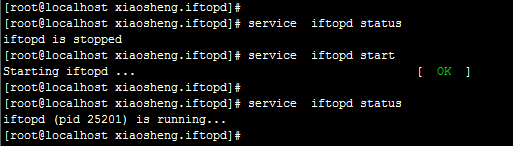 [root@localhost xiaosheng.iftopd]#
[root@localhost xiaosheng.iftopd]# service  iftopd status
iftopd is stopped
[root@localhost xiaosheng.iftopd]# service  iftopd start
Starting iftopd ...                                        [  OK  ]
[root@localhost xiaosheng.iftopd]#
[root@localhost xiaosheng.iftopd]# service  iftopd status
iftopd (pid 25201) is running...
[root@localhost xiaosheng.iftopd]#